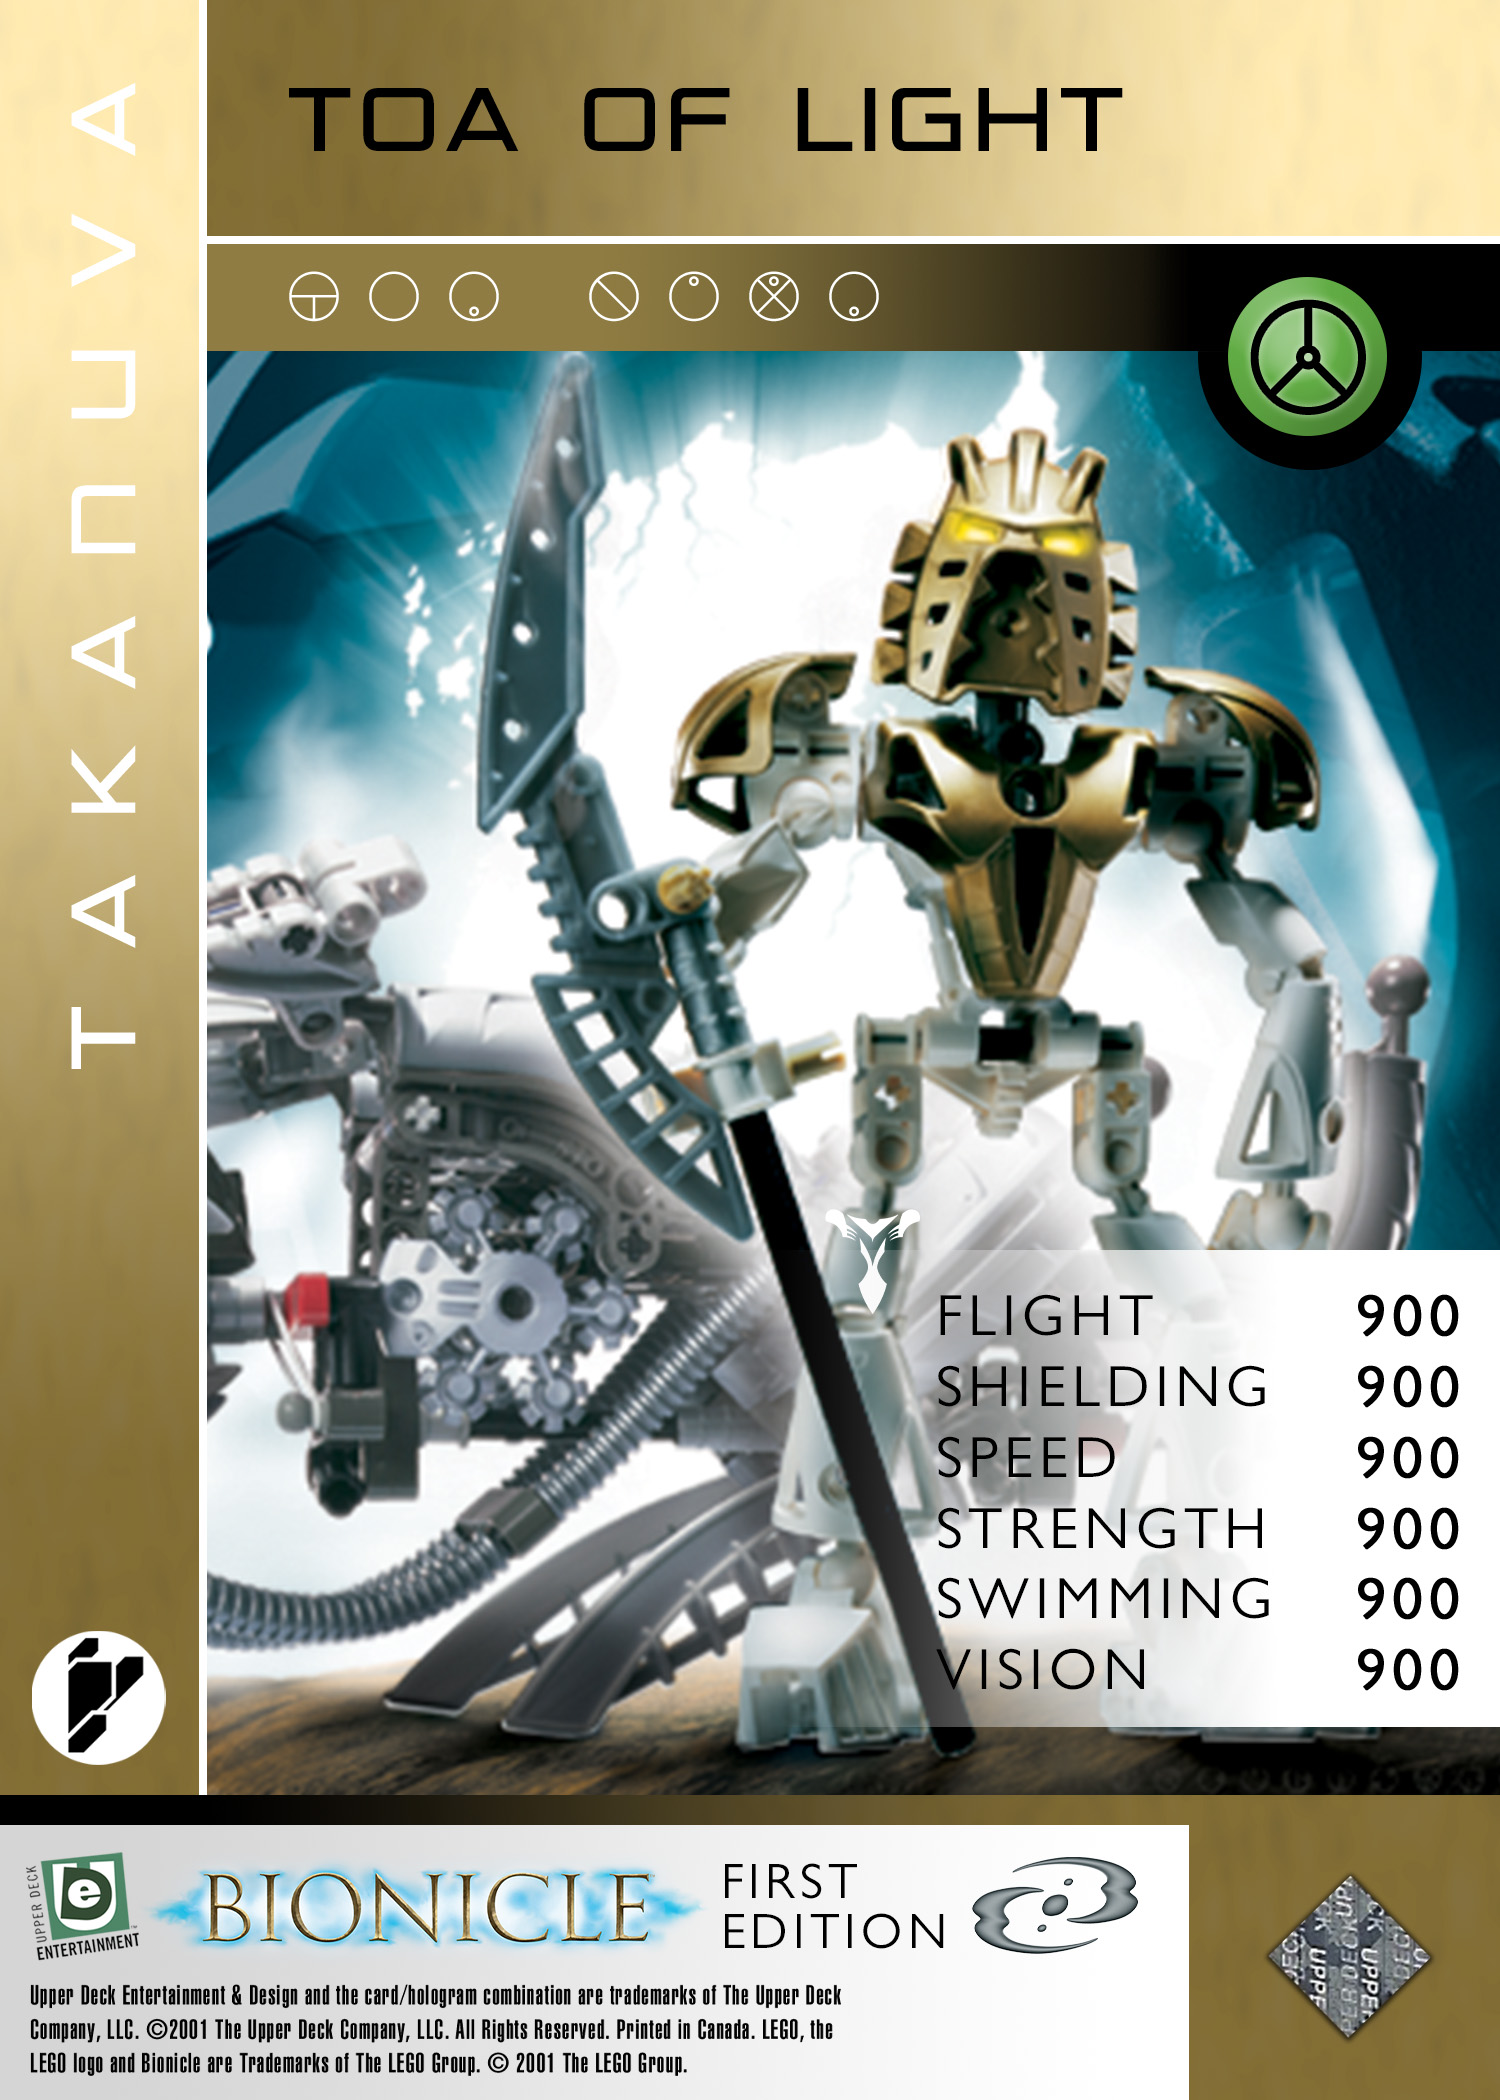 TOA OF LIGHT
TAKANUVA
FLIGHT 900
SHIELDING 900
SPEED 900
STRENGTH 900
SWIMMING 900
VISION 900
UPPER DECK
e
ENTERTAINMENT™
BIONICLE
FIRST
EDITION
Upper Deck Entertainment & Design and the card/hologram combination are trademarks of The Upper Deck
Company, LLC. ©2001 The Upper Deck Company, LLC. All Rights Reserved. Printed in Canada. LEGO, the
LEGO logo and Bionicle are Trademarks of The LEGO Group. © 2001 The LEGO Group.
UPPER DECK